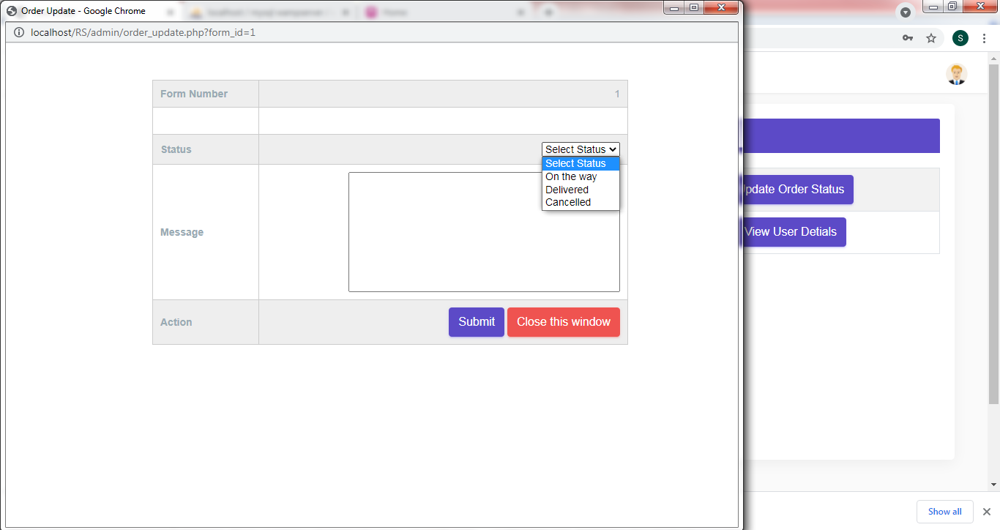 Order Update - Google Chrome
localhost/RS/admin/order_update.php?form_id=1
Form Number 1
Status Select Status
Select Status
On the way
Delivered
Cancelled
Message
Action Submit Close this window
S
pdate Order Status
View User Detials
Show all